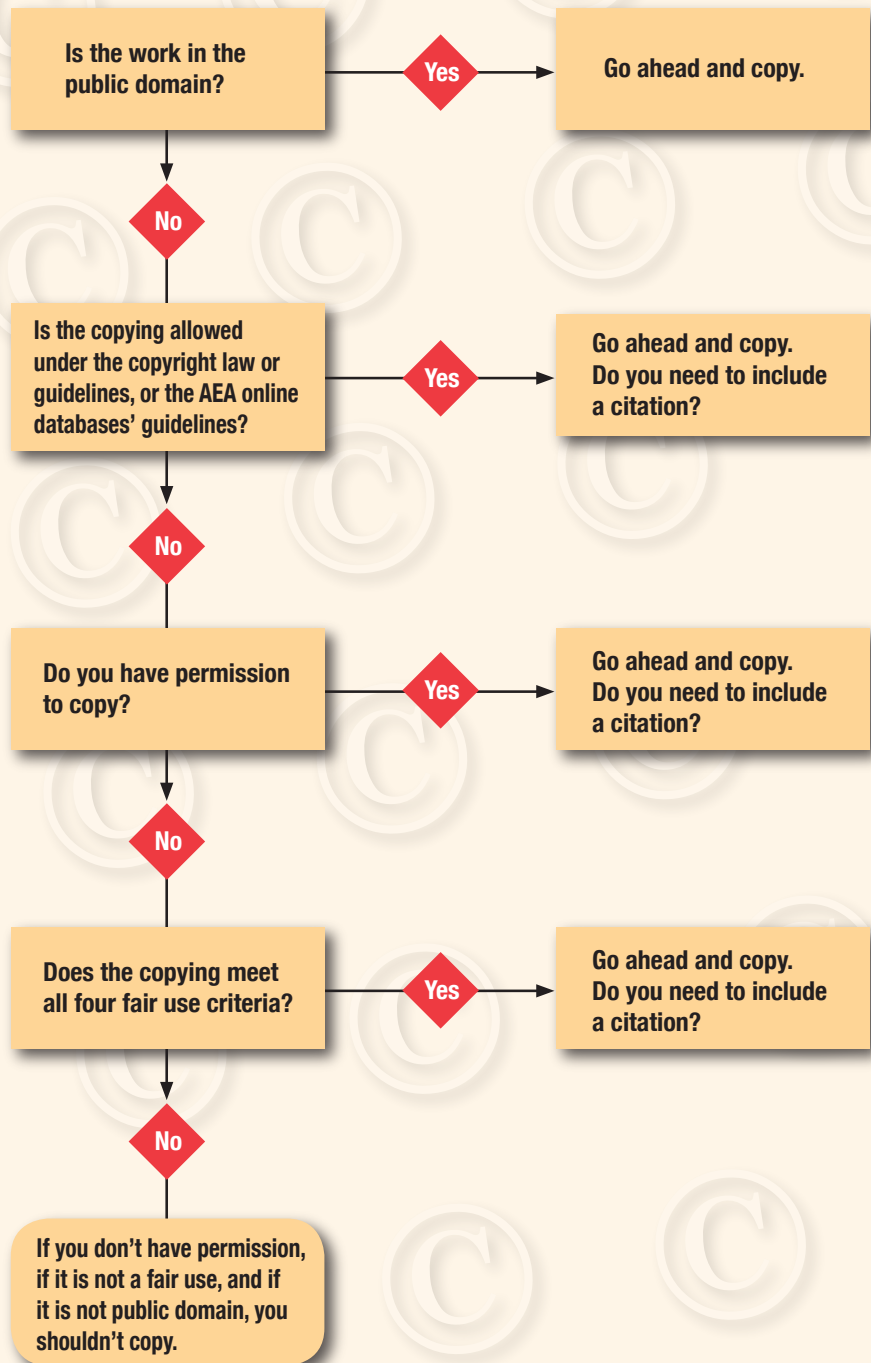 Is the work in the
public domain?
Yes
Go ahead and copy.
No
Is the copying allowed
under the copyright law or
guidelines, or the AEA online
databases’ guidelines?
Yes
Go ahead and copy.
Do you need to include
a citation?
No
Do you have permission
to copy?
Yes
Go ahead and copy.
Do you need to include
a citation?
No
Does the copying meet
all four fair use criteria?
Yes
Go ahead and copy.
Do you need to include
a citation?
No
If you don’t have permission,
if it is not a fair use, and if
it is not public domain, you
shouldn’t copy.